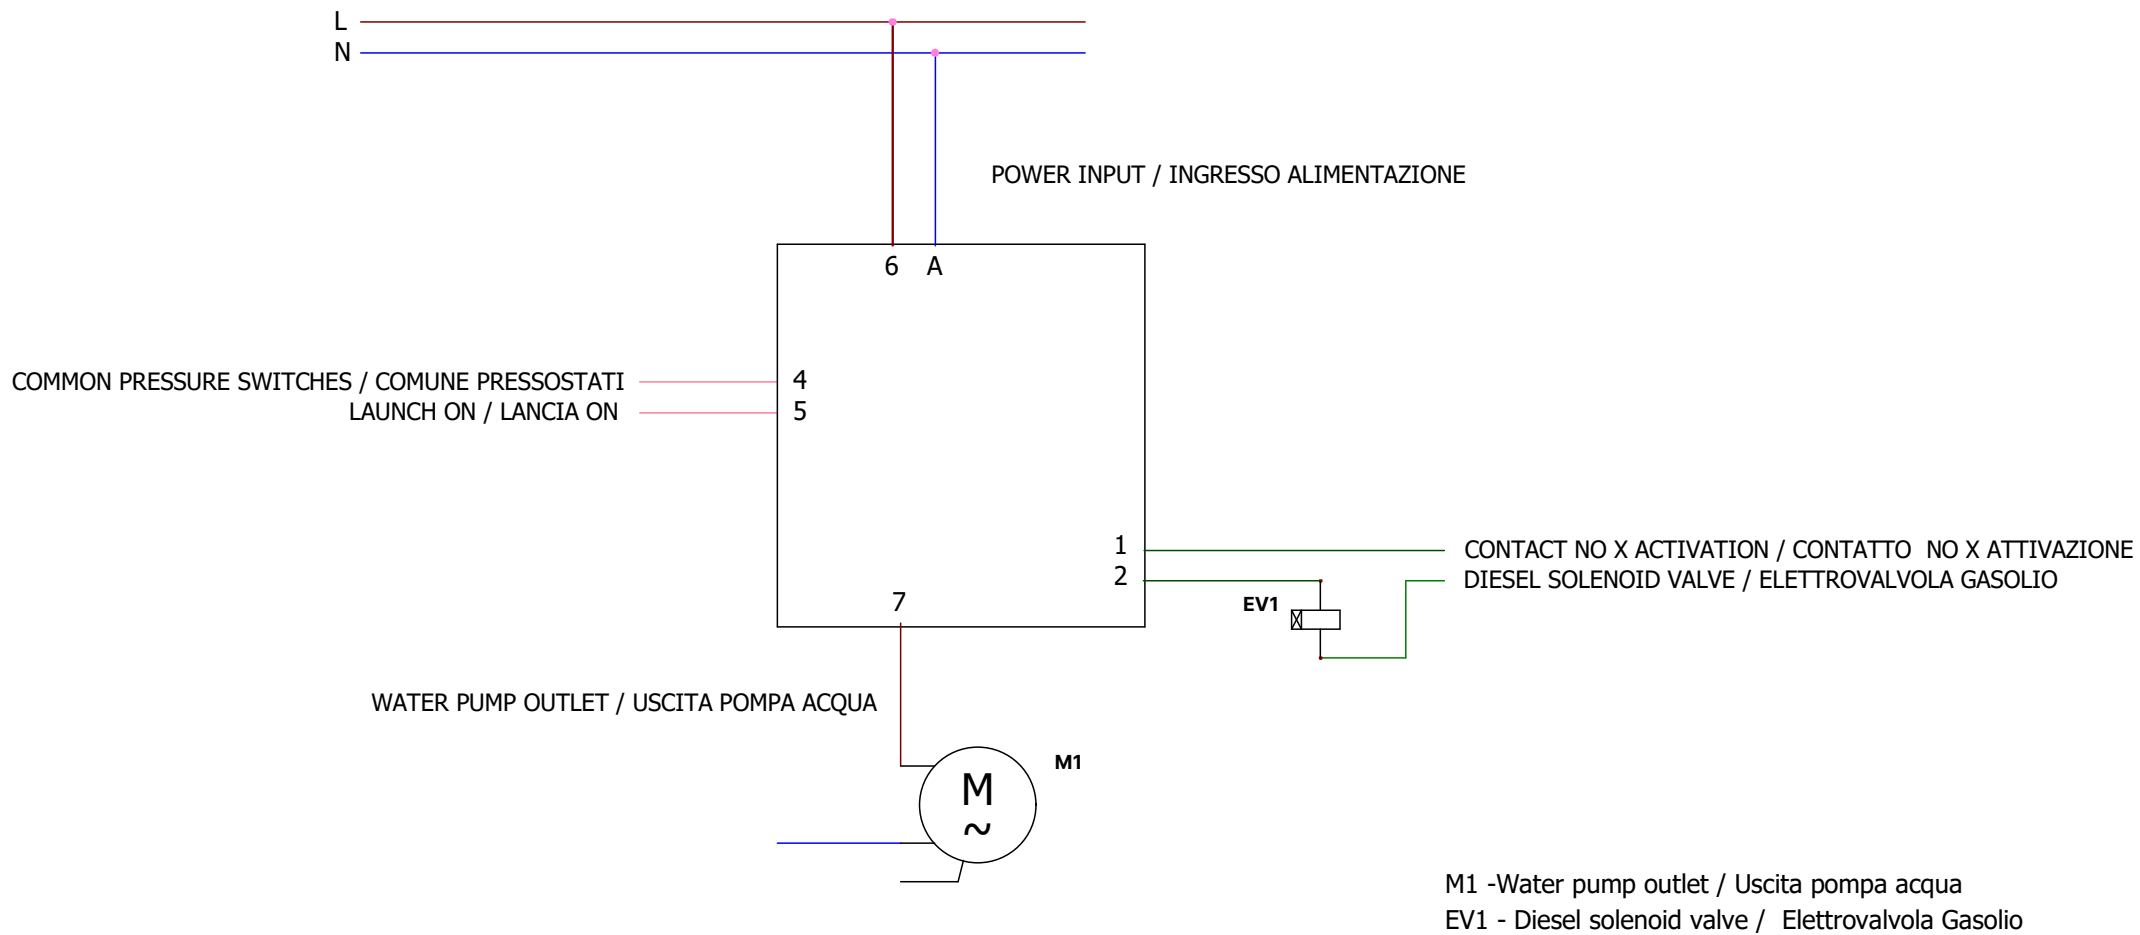 L
N
POWER INPUT / INGRESSO ALIMENTAZIONE
6 A
COMMON PRESSURE SWITCHES / COMUNE PRESSOSTATI 4
LAUNCH ON / LANCIA ON 5
1 CONTACT NO X ACTIVATION / CONTATTO NO X ATTIVAZIONE
2 DIESEL SOLENOID VALVE / ELETTROVALVOLA GASOLIO
7
EV1
WATER PUMP OUTLET / USCITA POMPA ACQUA
M1
M
~
M1 -Water pump outlet / Uscita pompa acqua
EV1 - Diesel solenoid valve / Elettrovalvola Gasolio